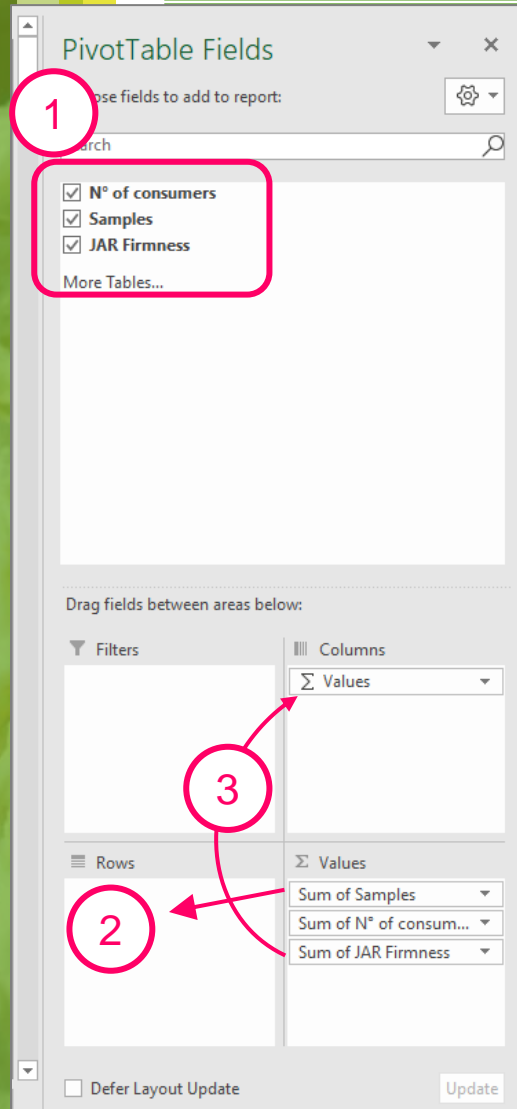 PivotTable Fields
1
ose fields to add to report:
arch
N° of consumers
Samples
JAR Firmness
More Tables...
Drag fields between areas below:
Filters
Columns
Σ Values
3
Rows
Σ Values
2
Sum of Samples
Sum of N° of consum...
Sum of JAR Firmness
Defer Layout Update
Update